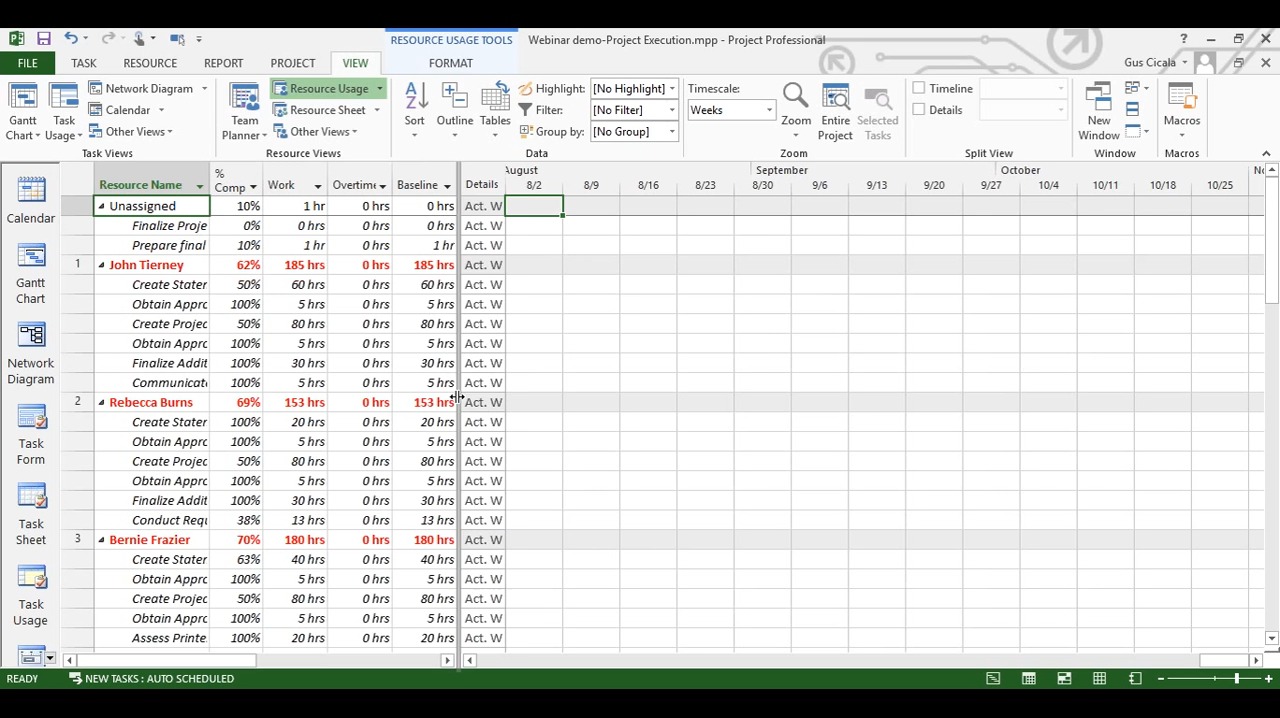 RESOURCE USAGE TOOLS
Webinar demo-Project Execution.mpp - Project Professional
FILE TASK RESOURCE REPORT PROJECT VIEW FORMAT
Gus Cicala
Gantt Chart
Task Usage
Network Diagram
Calendar
Other Views
Task Views
Team Planner
Resource Usage
Resource Sheet
Other Views
Resource Views
Sort
Outline
Tables
Highlight: [No Highlight]
Filter: [No Filter]
Group by: [No Group]
Data
Timescale:
Weeks
Zoom
Entire Project
Selected Tasks
Zoom
Timeline
Details
Split View
New Window
Window
Macros
Macros
Calendar
Gantt Chart
Network Diagram
Task Form
Task Sheet
Task Usage
August September October
Resource Name % Comp Work Overtime Baseline Details 8/2 8/9 8/16 8/23 8/30 9/6 9/13 9/20 9/27 10/4 10/11 10/18 10/25
Unassigned 10% 1 hr 0 hrs 0 hrs Act. W
Finalize Proje 0% 0 hrs 0 hrs 0 hrs Act. W
Prepare final 10% 1 hr 0 hrs 1 hr Act. W
1 John Tierney 62% 185 hrs 0 hrs 185 hrs Act. W
Create Stater 50% 60 hrs 0 hrs 60 hrs Act. W
Obtain Appro 100% 5 hrs 0 hrs 5 hrs Act. W
Create Projec 50% 80 hrs 0 hrs 80 hrs Act. W
Obtain Appro 100% 5 hrs 0 hrs 5 hrs Act. W
Finalize Addit 100% 30 hrs 0 hrs 30 hrs Act. W
Communicate 100% 5 hrs 0 hrs 5 hrs Act. W
2 Rebecca Burns 69% 153 hrs 0 hrs 153 hrs Act. W
Create Stater 100% 20 hrs 0 hrs 20 hrs Act. W
Obtain Appro 100% 5 hrs 0 hrs 5 hrs Act. W
Create Projec 50% 80 hrs 0 hrs 80 hrs Act. W
Obtain Appro 100% 5 hrs 0 hrs 5 hrs Act. W
Finalize Addit 100% 30 hrs 0 hrs 30 hrs Act. W
Conduct Requ 38% 13 hrs 0 hrs 13 hrs Act. W
3 Bernie Frazier 70% 180 hrs 0 hrs 180 hrs Act. W
Create Stater 63% 40 hrs 0 hrs 40 hrs Act. W
Obtain Appro 100% 5 hrs 0 hrs 5 hrs Act. W
Create Projec 50% 80 hrs 0 hrs 80 hrs Act. W
Obtain Appro 100% 5 hrs 0 hrs 5 hrs Act. W
Assess Printe 100% 20 hrs 0 hrs 20 hrs Act. W
READY NEW TASKS : AUTO SCHEDULED